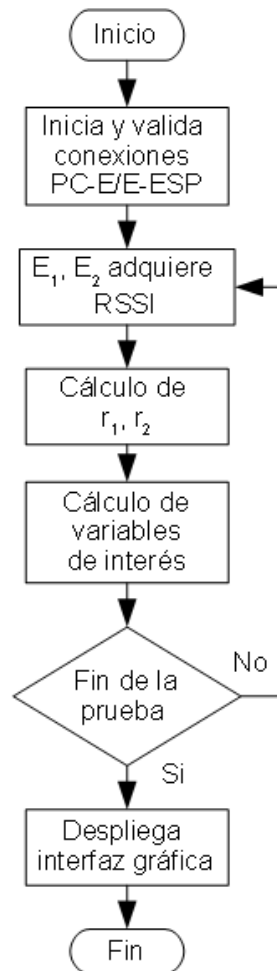 Inicio
Inicia y valida
conexiones
PC-E/E-ESP
E₁, E₂ adquiere
RSSI
Cálculo de
r₁, r₂
Cálculo de
variables
de interés
Fin de la
prueba
No
Si
Despliega
interfaz gráfica
Fin